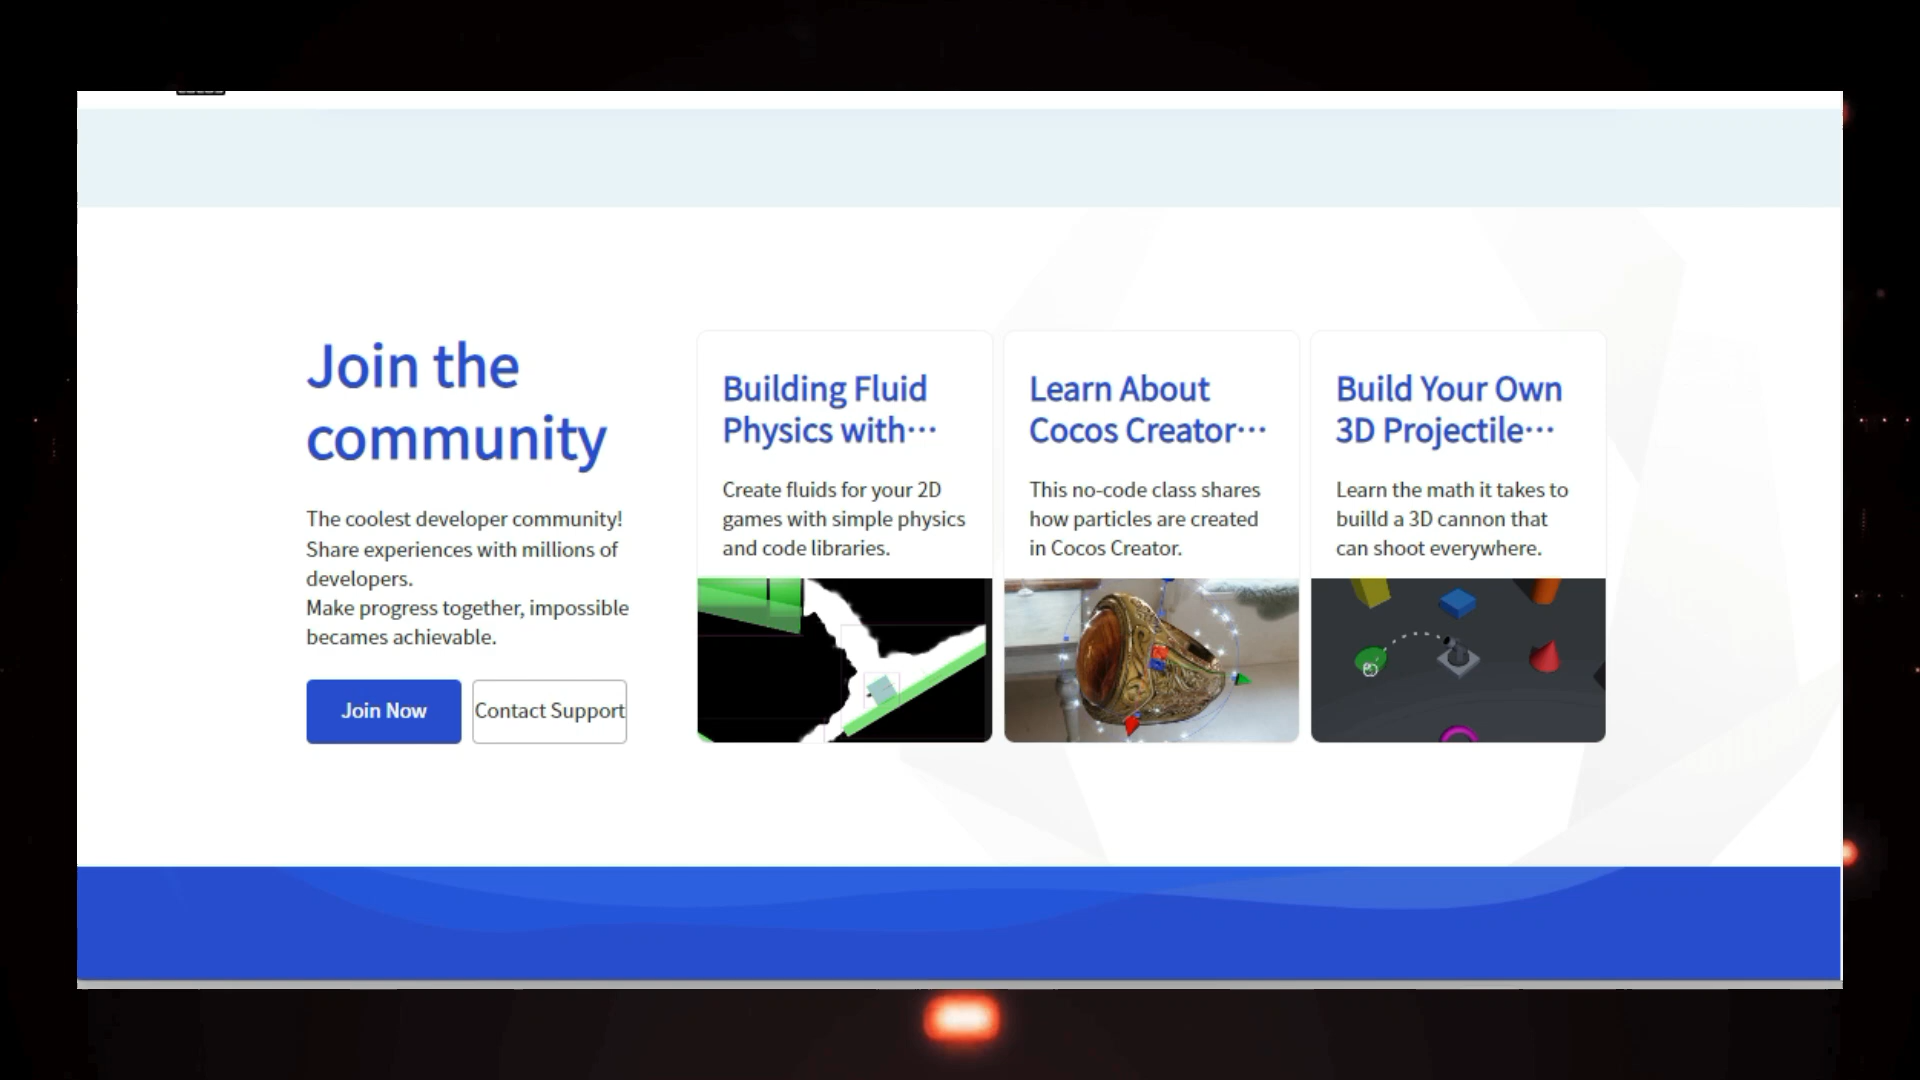 Join the
community
The coolest developer community!
Share experiences with millions of
developers.
Make progress together, impossible
becames achievable.
Join Now
Contact Support
Building Fluid
Physics with···
Create fluids for your 2D
games with simple physics
and code libraries.
Learn About
Cocos Creator···
This no-code class shares
how particles are created
in Cocos Creator.
Build Your Own
3D Projectile···
Learn the math it takes to
builld a 3D cannon that
can shoot everywhere.